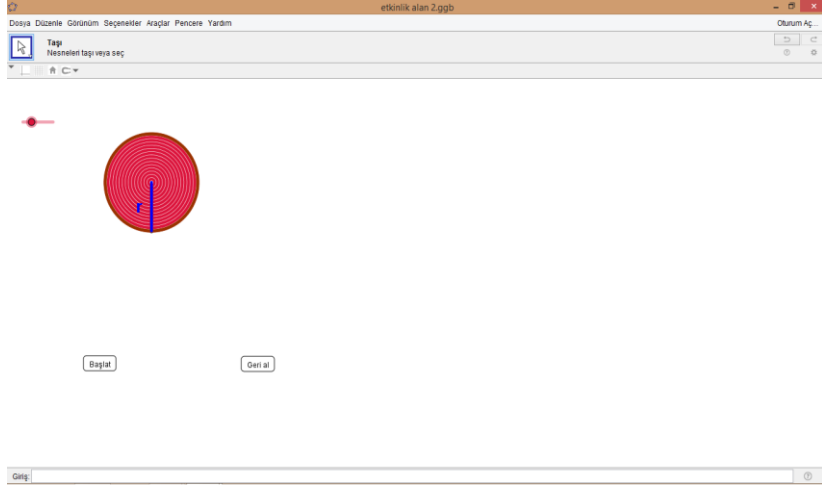 etkinlik alan 2.ggb
Dosya Düzenle Görünüm Seçenekler Araçlar Pencere Yardım
Oturum Aç...
Taşı
Nesneleri taşı veya seç
r
Başlat
Geri al
Giriş: